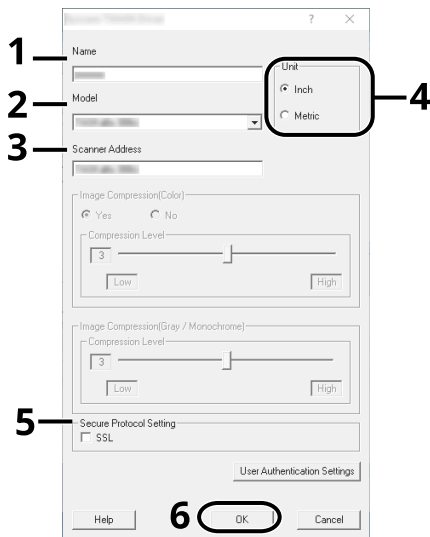 ?
1
Name
Unit
Inch
4
2
Model
Metric
3
Scanner Address
Image Compression(Color)
Yes No
Compression Level
3
Low High
Image Compression(Gray / Monochrome)
Compression Level
3
Low High
5
Secure Protocol Setting
SSL
User Authentication Settings
6
Help OK Cancel